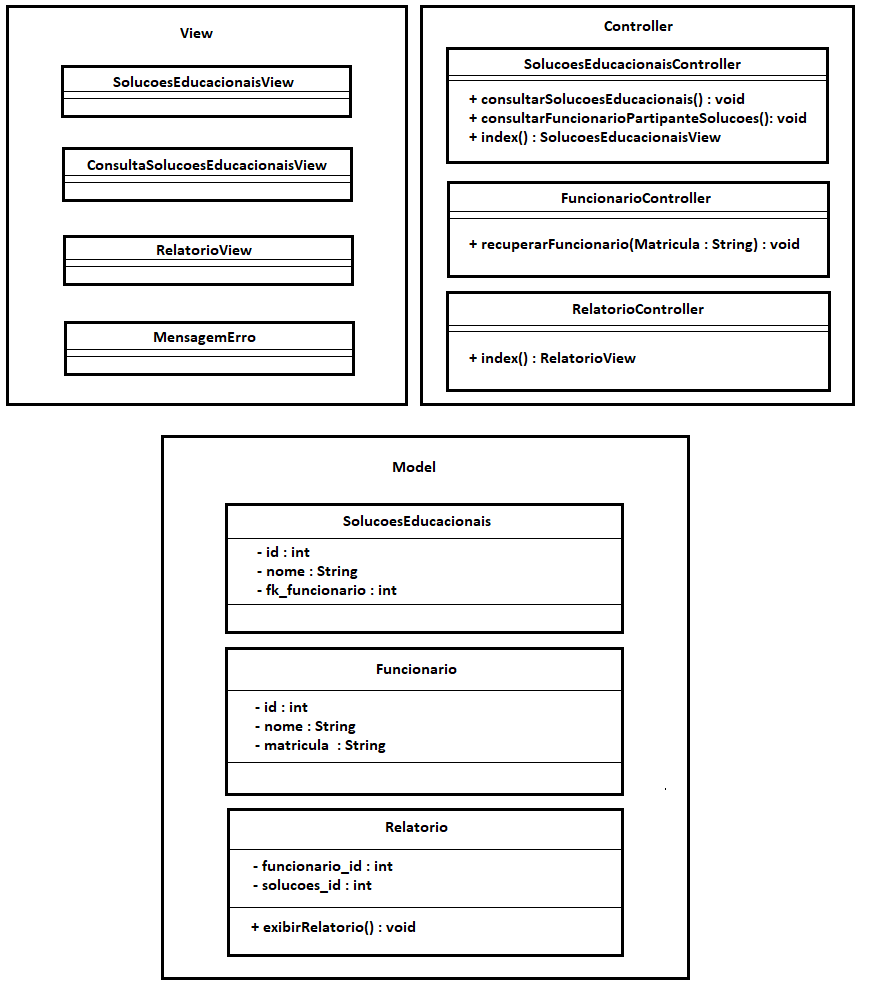 View
SolucoesEducacionaisView
ConsultaSolucoesEducacionaisView
RelatorioView
MensagemErro
Controller
SolucoesEducacionaisController
+ consultarSolucoesEducacionais() : void
+ consultarFuncionarioPartipanteSolucoes(): void
+ index() : SolucoesEducacionaisView
FuncionarioController
+ recuperarFuncionario(Matricula : String) : void
RelatorioController
+ index() : RelatorioView
Model
SolucoesEducacionais
- id : int
- nome : String
- fk_funcionario : int
Funcionario
- id : int
- nome : String
- matricula : String
Relatorio
- funcionario_id : int
- solucoes_id : int
+ exibirRelatorio() : void